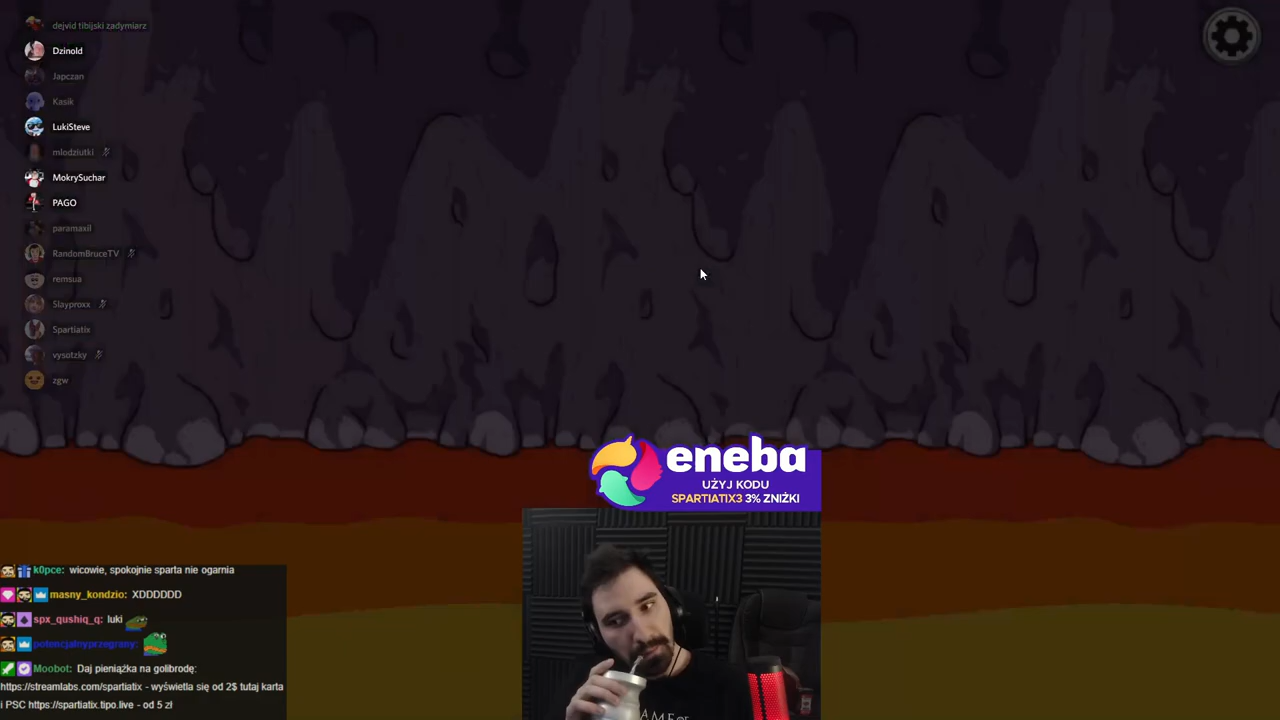 dejvid tibijski zadymiarz
Dzinold
Japczan
Kasik
LukiSteve
mlodziutki
MokrySuchar
PAGO
paramaxil
RandomBruceTV
remsua
Slayproxx
Spartiatix
vysotzky
zgw
eneba
UŻYJ KODU
SPARTIATIX3 3% ZNIŻKI
k0pce: wicowie, spokojnie sparta nie ogarnia
masny_kondzio: XDDDDDD
spx_qushiq_q: luki
potencjalnyprzegrany:
Moobot: Daj pieniążka na golibrodę:
https://streamlabs.com/spartiatix - wyświetla się od 2$ tutaj karta
i PSC https://spartiatix.tipo.live - od 5 zł